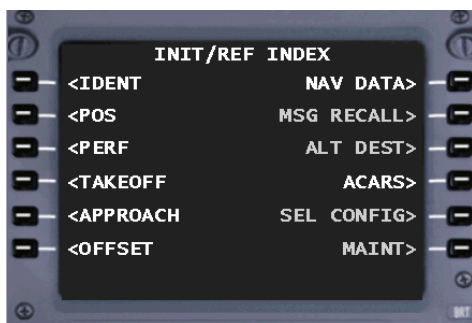 INIT/REF INDEX
<IDENT NAV DATA>
<POS MSG RECALL>
<PERF ALT DEST>
<TAKEOFF ACARS>
<APPROACH SEL CONFIG>
<OFFSET MAINT>
BRT